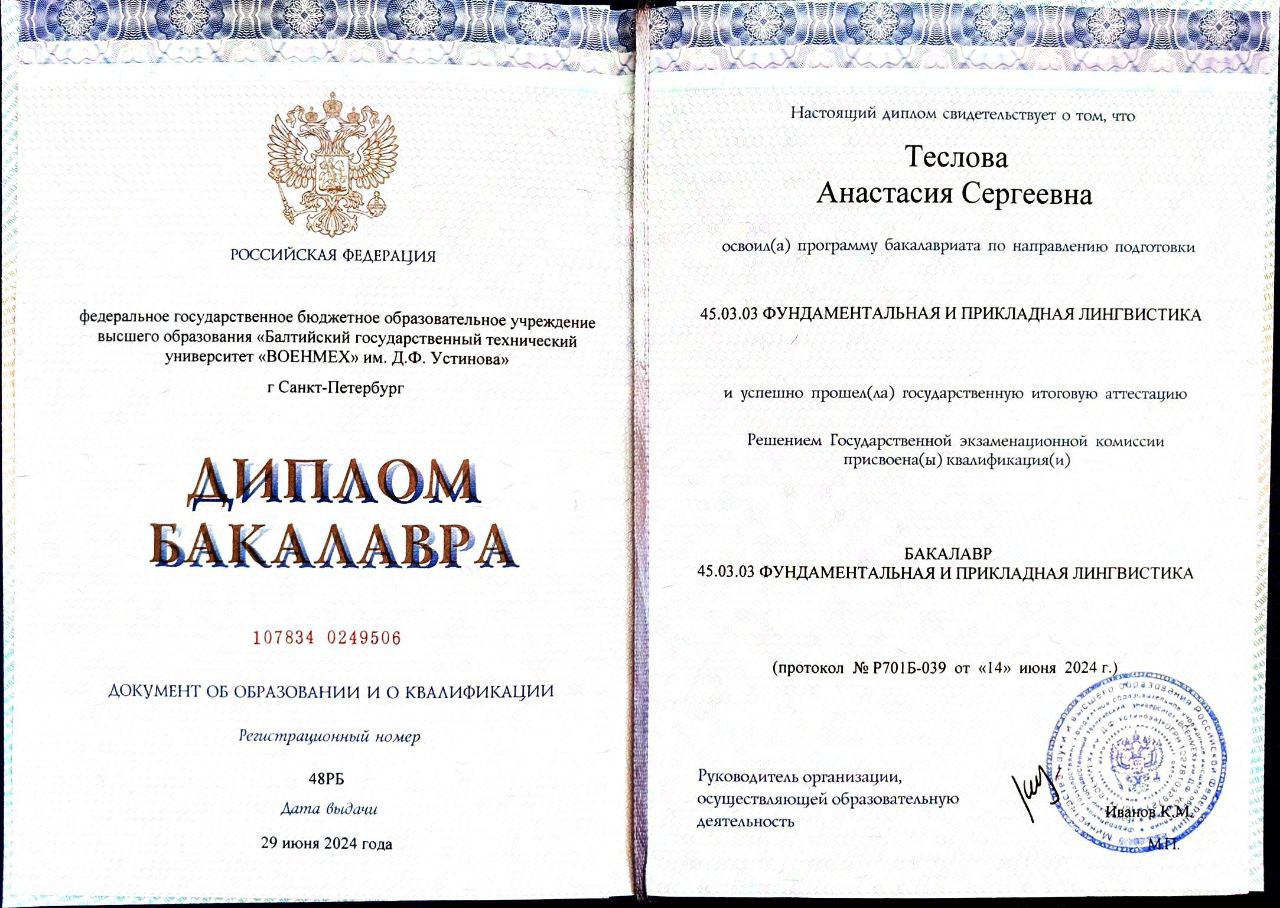 РОССИЙСКАЯ ФЕДЕРАЦИЯ
федеральное государственное бюджетное образовательное учреждение
высшего образования «Балтийский государственный технический
университет «ВОЕНМЕХ» им. Д.Ф. Устинова»
г Санкт-Петербург
ДИПЛОМ
БАКАЛАВРА
107834 0249506
ДОКУМЕНТ ОБ ОБРАЗОВАНИИ И О КВАЛИФИКАЦИИ
Регистрационный номер
48РБ
Дата выдачи
29 июня 2024 года
Настоящий диплом свидетельствует о том, что
Теслова
Анастасия Сергеевна
освоил(а) программу бакалавриата по направлению подготовки
45.03.03 ФУНДАМЕНТАЛЬНАЯ И ПРИКЛАДНАЯ ЛИНГВИСТИКА
и успешно прошел(ла) государственную итоговую аттестацию
Решением Государственной экзаменационной комиссии
присвоена(ы) квалификация(и)
БАКАЛАВР
45.03.03 ФУНДАМЕНТАЛЬНАЯ И ПРИКЛАДНАЯ ЛИНГВИСТИКА
(протокол № Р701Б-039 от «14» июня 2024 г.)
Руководитель организации,
осуществляющей образовательную
деятельность
Иванов К.М.
М.П.